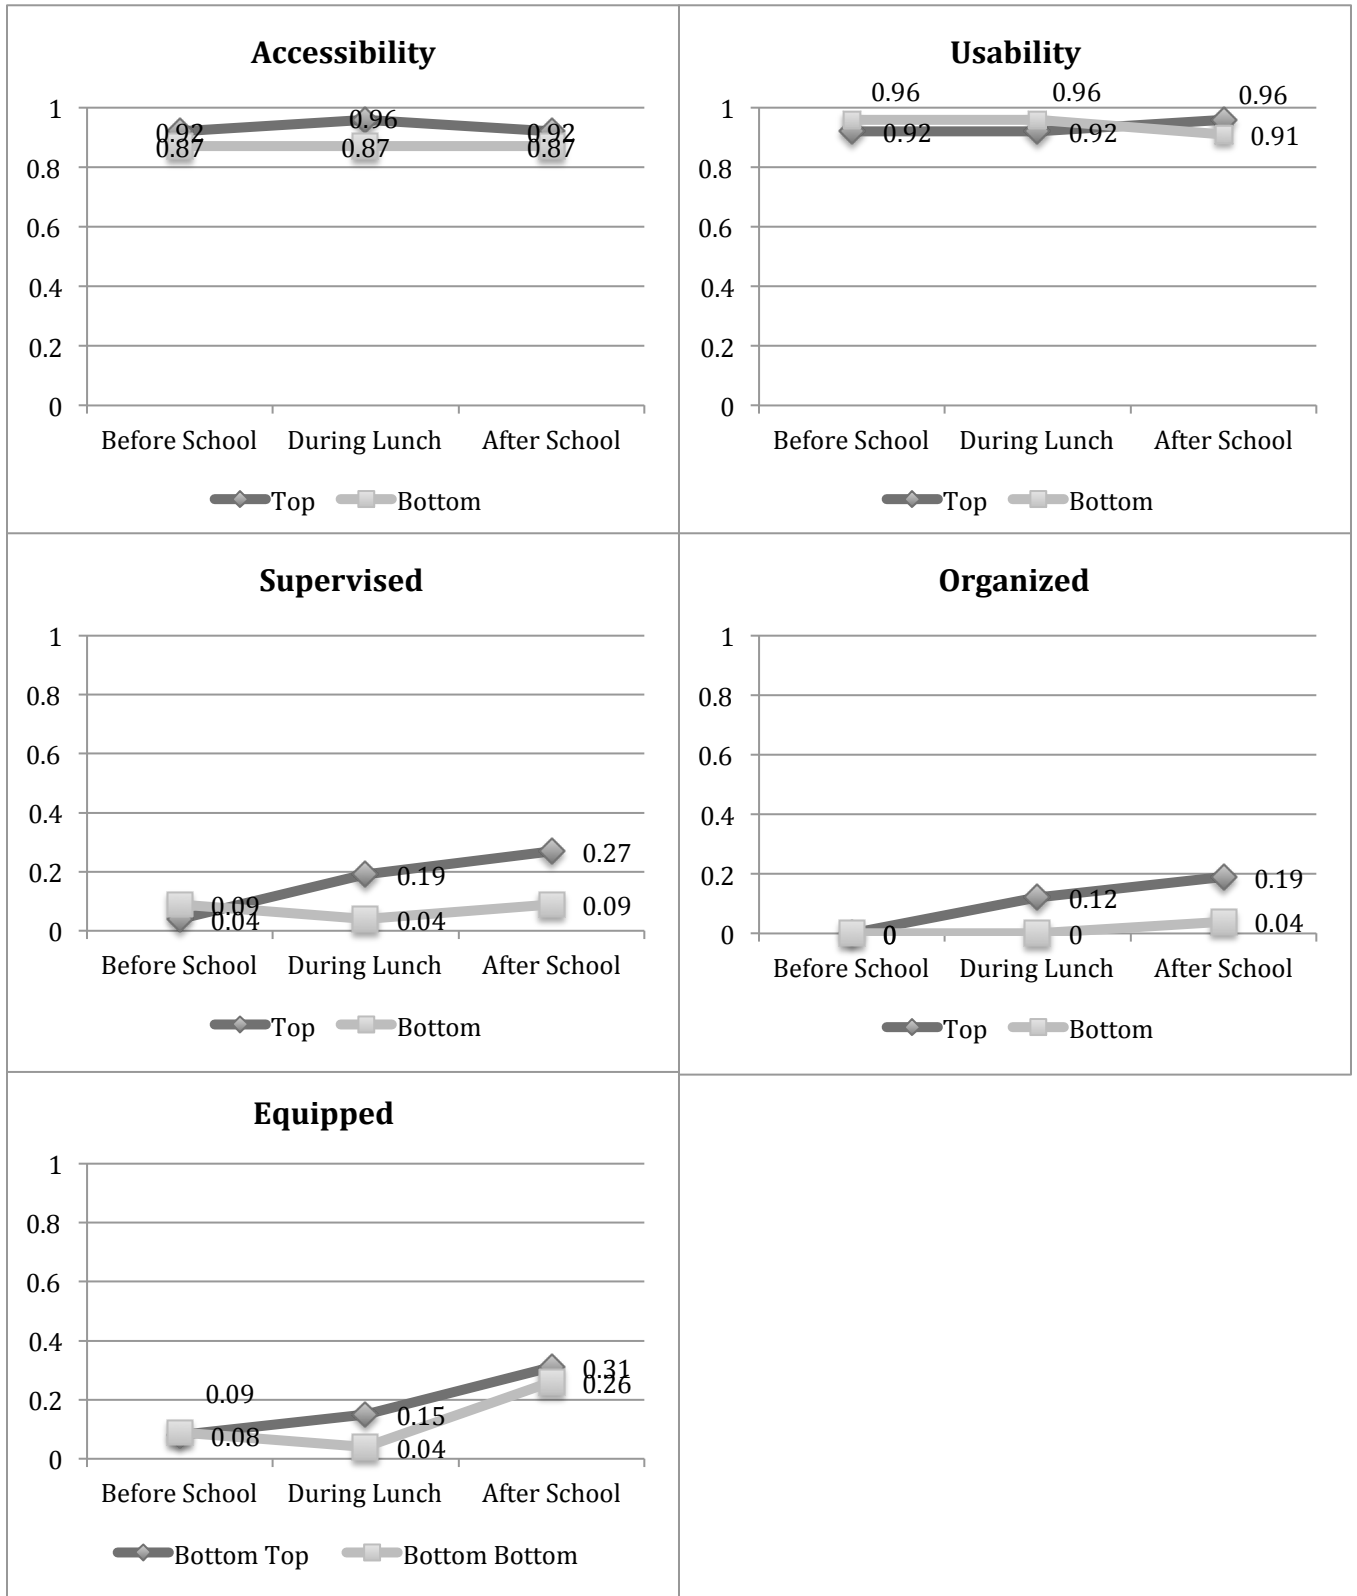 Accessibility
1
0.8
0.6
0.4
0.2
0
0.92 0.96 0.92
0.87 0.87 0.87
Before School During Lunch After School
Top Bottom
Usability
1
0.8
0.6
0.4
0.2
0
0.96 0.96 0.96
0.92 0.92 0.91
Before School During Lunch After School
Top Bottom
Supervised
1
0.8
0.6
0.4
0.2
0
0.27
0.19
0.09 0.09
0.04 0.04
Before School During Lunch After School
Top Bottom
Organized
1
0.8
0.6
0.4
0.2
0
0.19
0.12
0.04
0 0
Before School During Lunch After School
Top Bottom
Equipped
1
0.8
0.6
0.4
0.2
0
0.31
0.26
0.09
0.15
0.08
0.04
Before School During Lunch After School
Bottom Top Bottom Bottom